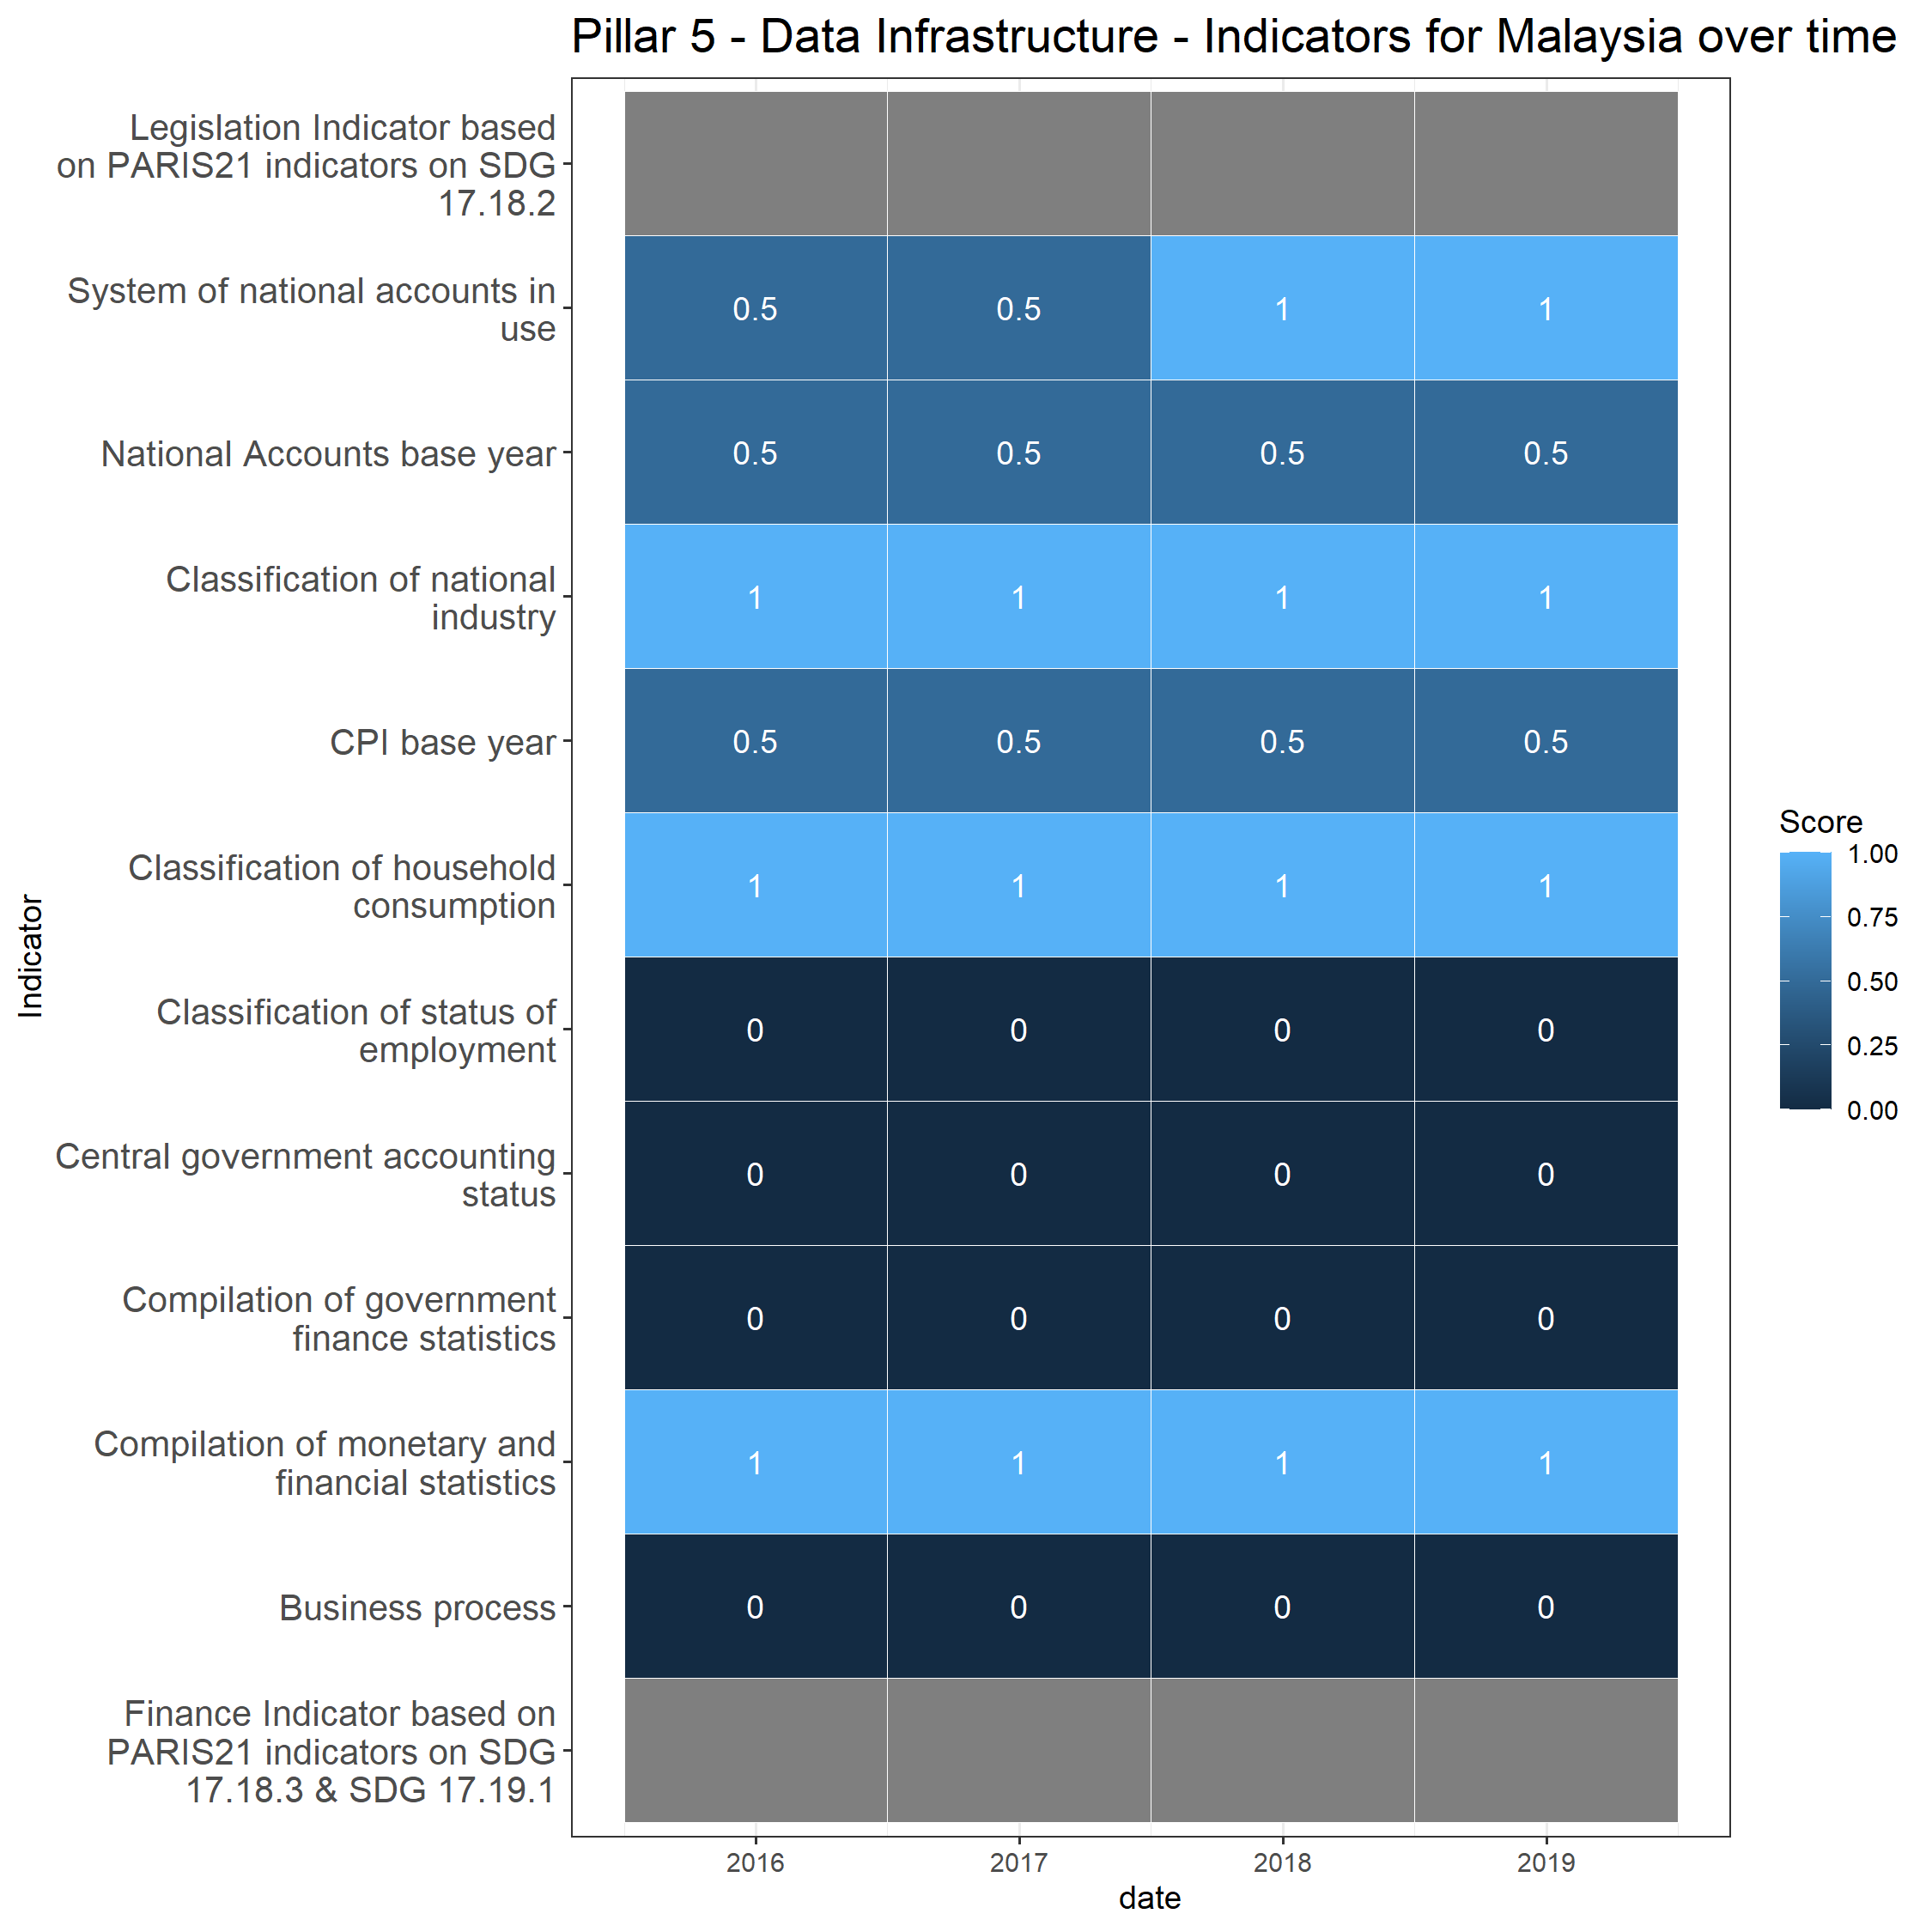 Pillar 5 - Data Infrastructure - Indicators for Malaysia over time
Legislation Indicator based
on PARIS21 indicators on SDG
17.18.2
System of national accounts in
use
0.5 0.5 1 1
National Accounts base year
0.5 0.5 0.5 0.5
Classification of national
industry
1 1 1 1
CPI base year
0.5 0.5 0.5 0.5
Classification of household
consumption
1 1 1 1
Classification of status of
employment
0 0 0 0
Central government accounting
status
0 0 0 0
Compilation of government
finance statistics
0 0 0 0
Compilation of monetary and
financial statistics
1 1 1 1
Business process
0 0 0 0
Finance Indicator based on
PARIS21 indicators on SDG
17.18.3 & SDG 17.19.1
Indicator
2016 2017 2018 2019
date
Score
1.00
0.75
0.50
0.25
0.00